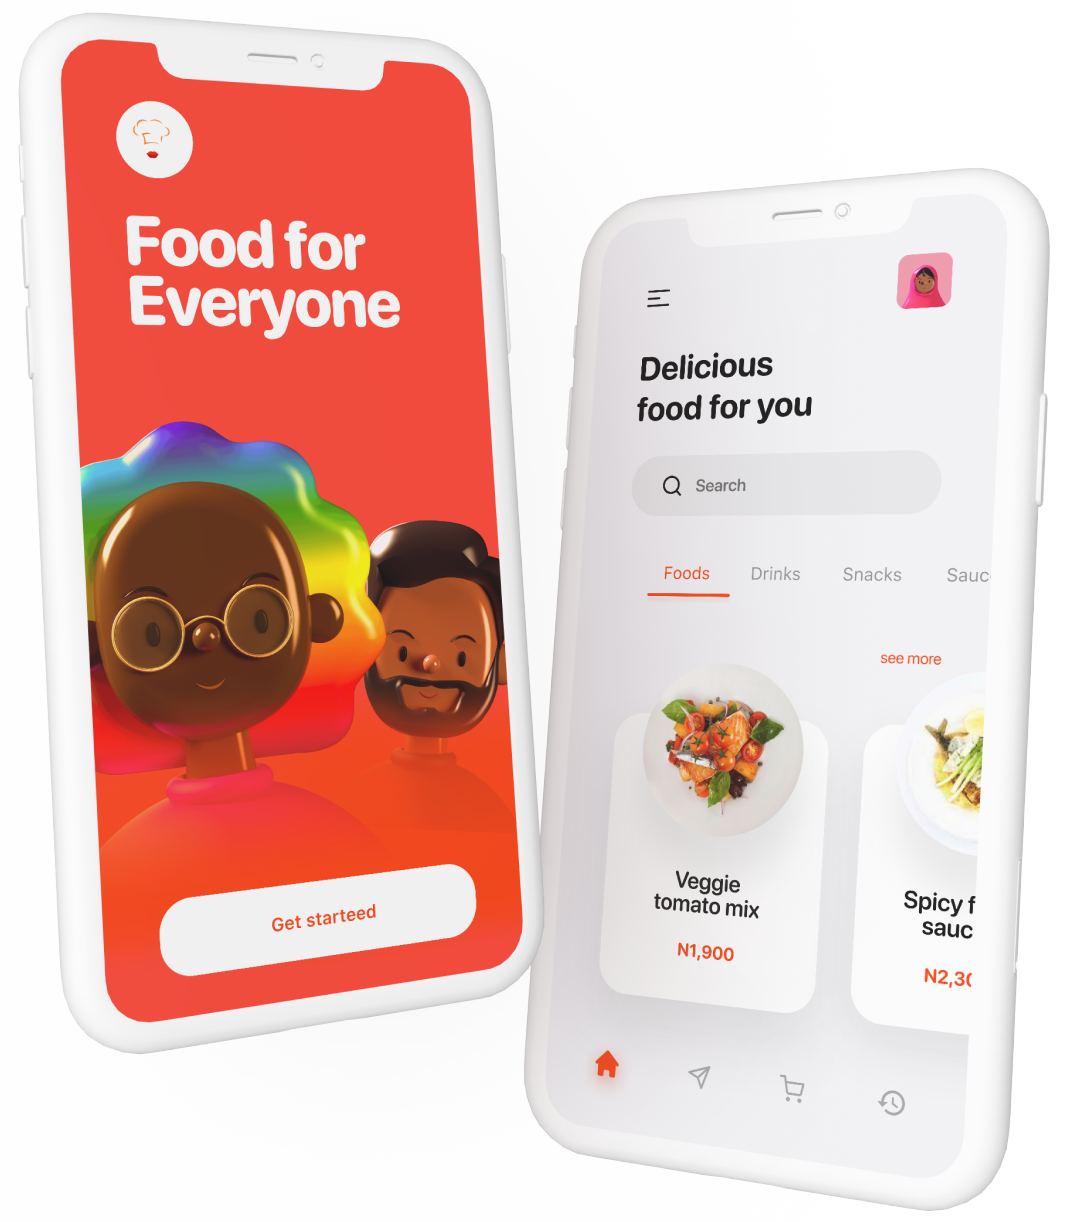 Food for
Everyone
Get starteed
Delicious
food for you
Search
Foods Drinks Snacks Sauc
see more
Veggie
tomato mix
N1,900
Spicy f
sauc
N2,30